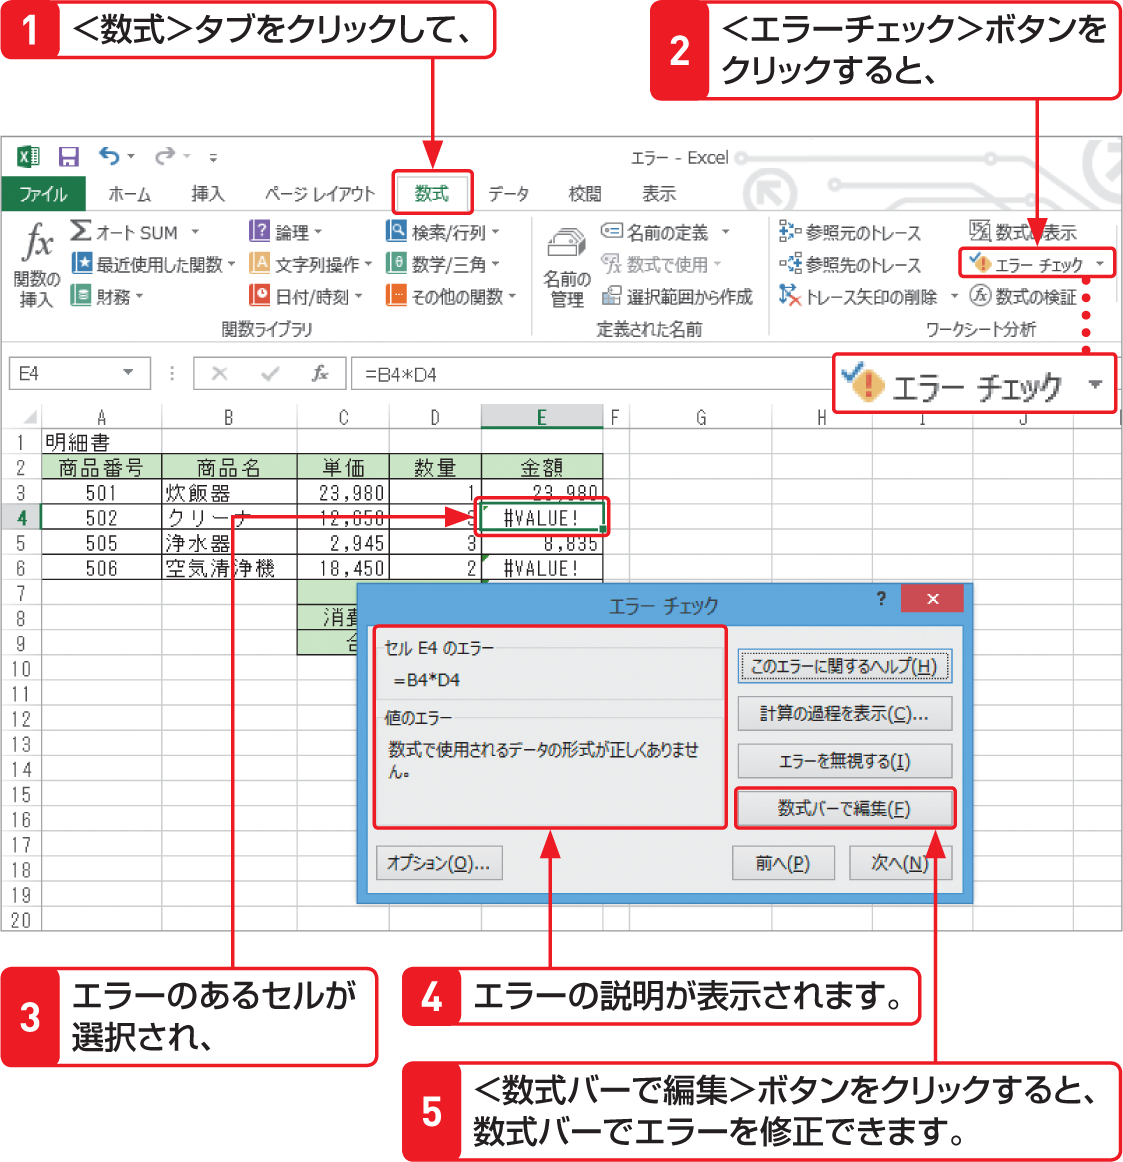 1 <数式>タブをクリックして、
2 <エラーチェック>ボタンを
クリックすると、
エラー - Excel
ファイル ホーム 挿入 ページ レイアウト 数式 データ 校閲 表示
fx 関数の
挿入
Σ オート SUM
最近使用した関数
財務
論理
文字列操作
日付/時刻
検索/行列
数学/三角
その他の関数
関数ライブラリ
名前の
管理
名前の定義
数式で使用
選択範囲から作成
定義された名前
参照元のトレース
参照先のトレース
トレース矢印の削除
数式の表示
エラー チェック
数式の検証
ワークシート分析
エラー チェック
E4 fx =B4*D4
A B C D E F G H I J
1 明細書
2 商品番号 商品名 単価 数量 金額
3 501 炊飯器 23,980 1 23,980
4 502 クリーナ 12,850 #VALUE!
5 505 浄水器 2,945 3 8,835
6 506 空気清浄機 18,450 2 #VALUE!
7
8 消費
9 合
10
11
12
13
14
15
16
17
18
19
20
エラー チェック ?
セル E4 のエラー
=B4*D4
値のエラー
数式で使用されるデータの形式が正しくありませ
ん。
このエラーに関するヘルプ(H)
計算の過程を表示(C)...
エラーを無視する(I)
数式バーで編集(F)
オプション(O)... 前へ(P) 次へ(N)
3 エラーのあるセルが
選択され、
4 エラーの説明が表示されます。
5 <数式バーで編集>ボタンをクリックすると、
数式バーでエラーを修正できます。